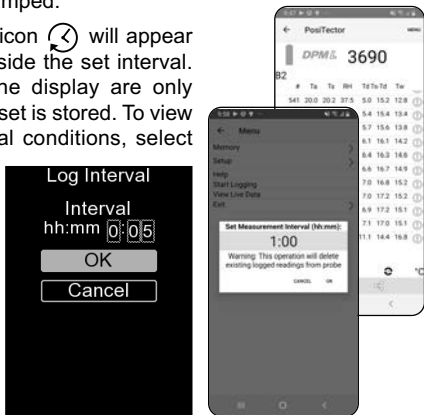 mped.
icon will appear
side the set interval.
he display are only
set is stored. To view
al conditions, select
Log Interval
Interval
hh:mm 0:05
OK
Cancel
Menu
Memory
Setup
Help
Start Logging
View Live Data
Exit
Set Measurement Interval (hh:mm):
1:00
Warning: This operation will delete
existing logged readings from probe
CANCEL OK
PosiTector MENU
DPM 3690
B2
# Ta Ts RH Td Ts-Td Tw
541 20.0 20.2 37.5 5.0 15.2 12.8
5.4 15.4 13.4
5.7 15.6 13.8
6.1 16.1 14.2
6.4 16.3 14.6
6.6 16.7 14.9
7.0 16.8 15.2
7.0 17.2 15.2
6.9 17.2 15.1
7.1 17.0 15.1
11.1 14.4 16.8
°C